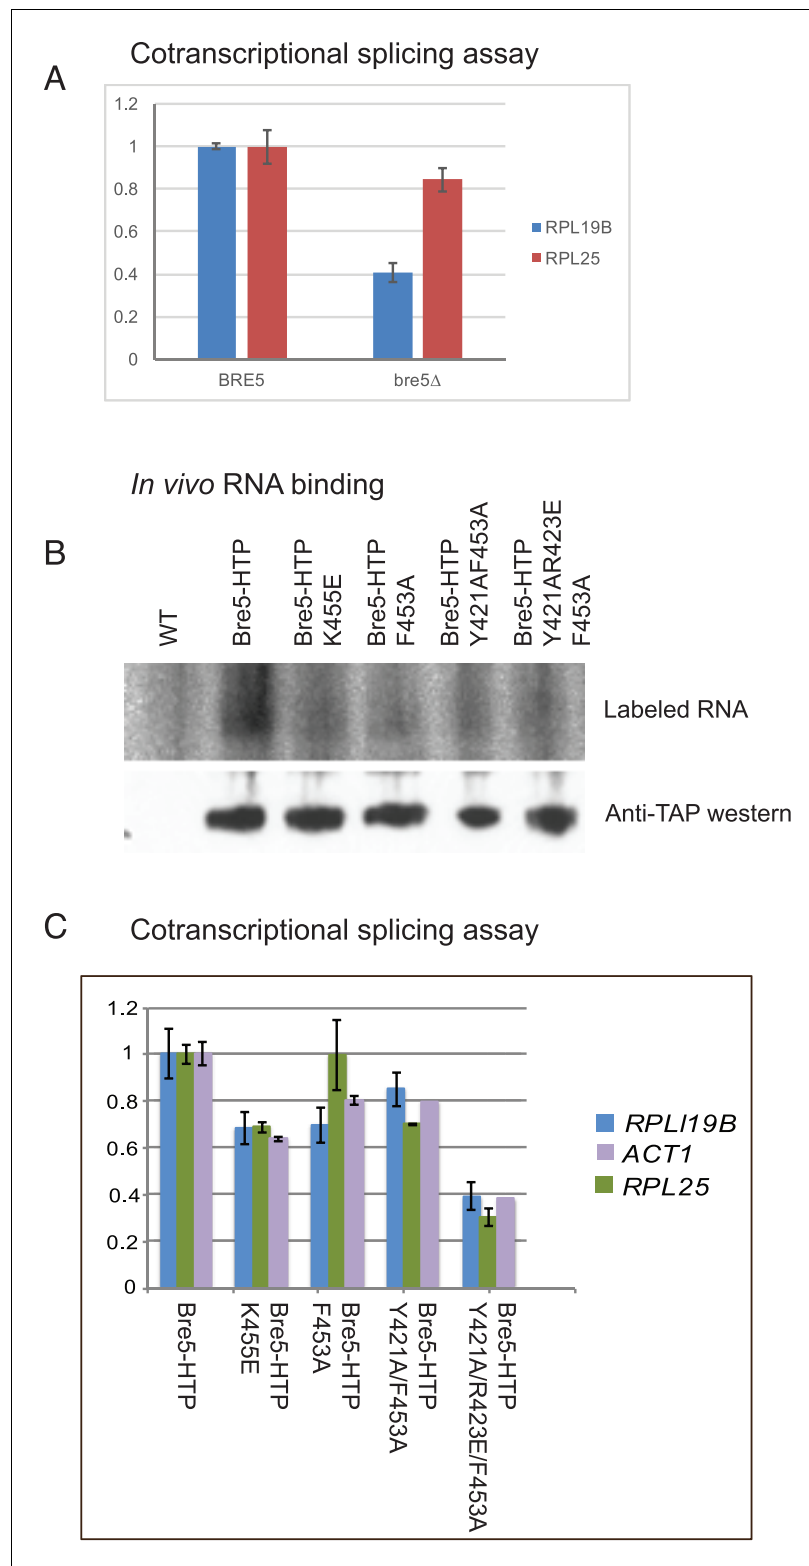 A
Cotranscriptional splicing assay
1.2
1
0.8
0.6
0.4
0.2
0
BRE5
bre5Δ
RPL19B
RPL25
In vivo RNA binding
B
WT
Bre5-HTP
Bre5-HTP
K455E
Bre5-HTP
F453A
Bre5-HTP
Y421AF453A
Bre5-HTP
Y421AR423E
F453A
Labeled RNA
Anti-TAP western
C
Cotranscriptional splicing assay
1.2
1
0.8
0.6
0.4
0.2
0
Bre5-HTP
Bre5-HTP
K455E
Bre5-HTP
F453A
Bre5-HTP
Y421A/F453A
Bre5-HTP
Y421A/R423E/F453A
RPLI19B
ACT1
RPL25